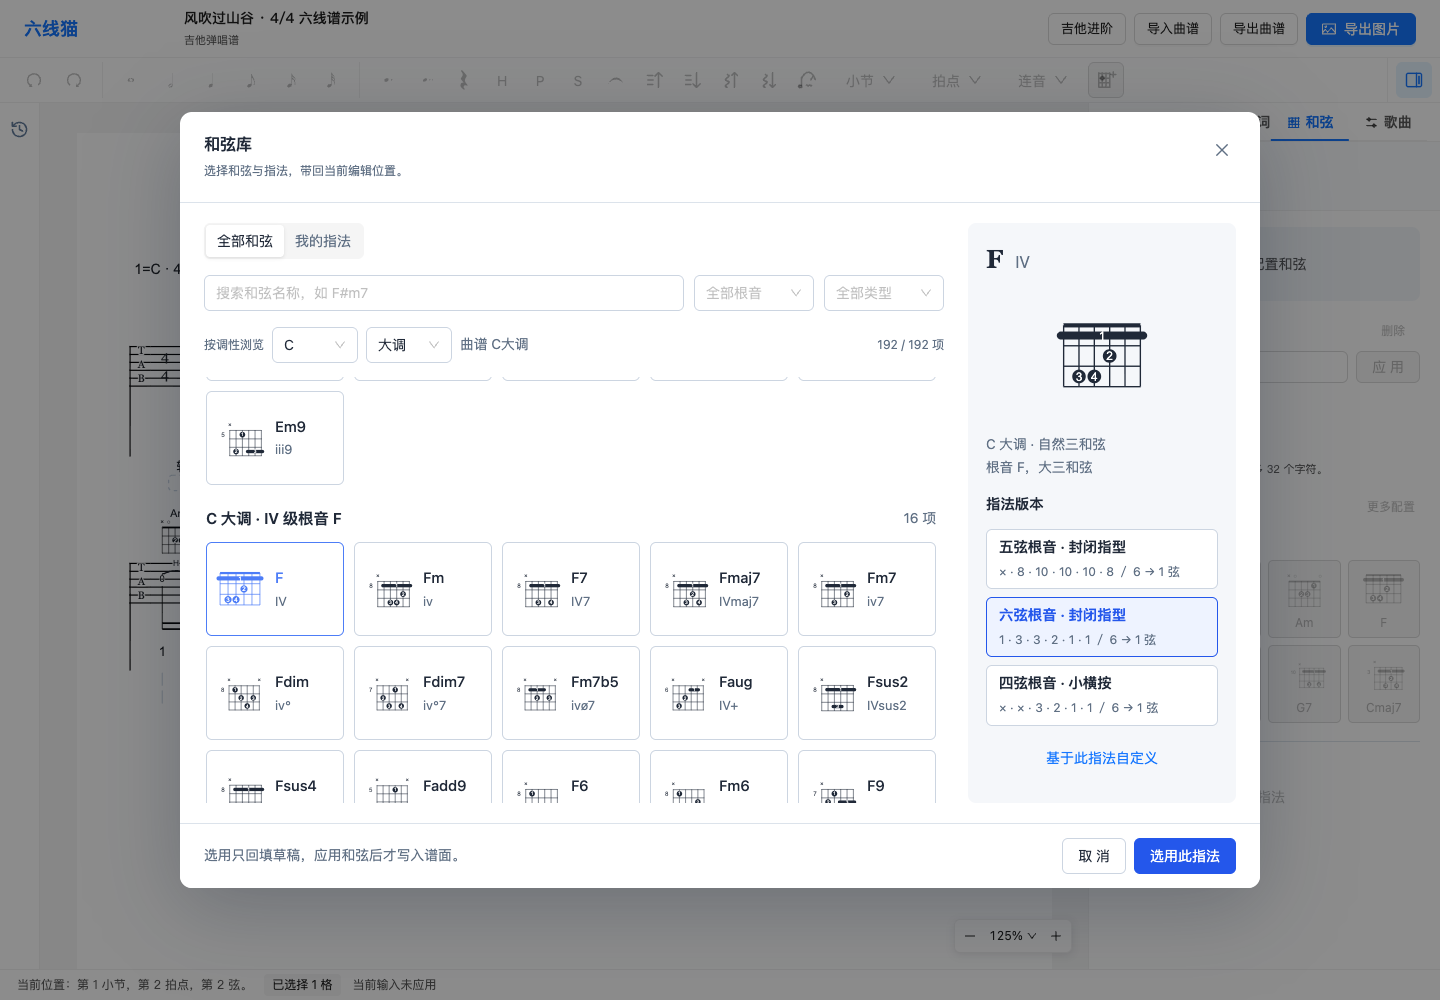 六线猫
风吹过山谷 · 4/4 六线谱示例
吉他弹唱谱
吉他进阶
导入曲谱
导出曲谱
导出图片
H
P
S
小节
拍点
连音
词
和弦
歌曲
和弦库
选择和弦与指法，带回当前编辑位置。
全部和弦
我的指法
搜索和弦名称，如 F#m7
全部根音
全部类型
按调性浏览
C
大调
曲谱 C大调
192 / 192 项
Em9
iii9
C 大调 · IV 级根音 F
16 项
F
IV
Fm
iv
F7
IV7
Fmaj7
IVmaj7
Fm7
iv7
Fdim
iv°
Fdim7
iv°7
Fm7b5
ivø7
Faug
IV+
Fsus2
IVsus2
Fsus4
Fadd9
F6
Fm6
F9
F IV
1
2
3 4
C 大调 · 自然三和弦
根音 F，大三和弦
指法版本
五弦根音 · 封闭指型
× · 8 · 10 · 10 · 10 · 8 / 6 → 1 弦
六弦根音 · 封闭指型
1 · 3 · 3 · 2 · 1 · 1 / 6 → 1 弦
四弦根音 · 小横按
× · × · 3 · 2 · 1 · 1 / 6 → 1 弦
基于此指法自定义
选用只回填草稿，应用和弦后才写入谱面。
取 消
选用此指法
1=C · 4
T
A
B
4
4
T
A
B
1
置和弦
删除
应 用
32 个字符。
更多配置
Am
F
G7
Cmaj7
指法
125%
当前位置：第 1 小节，第 2 拍点，第 2 弦。
已选择 1 格
当前输入未应用